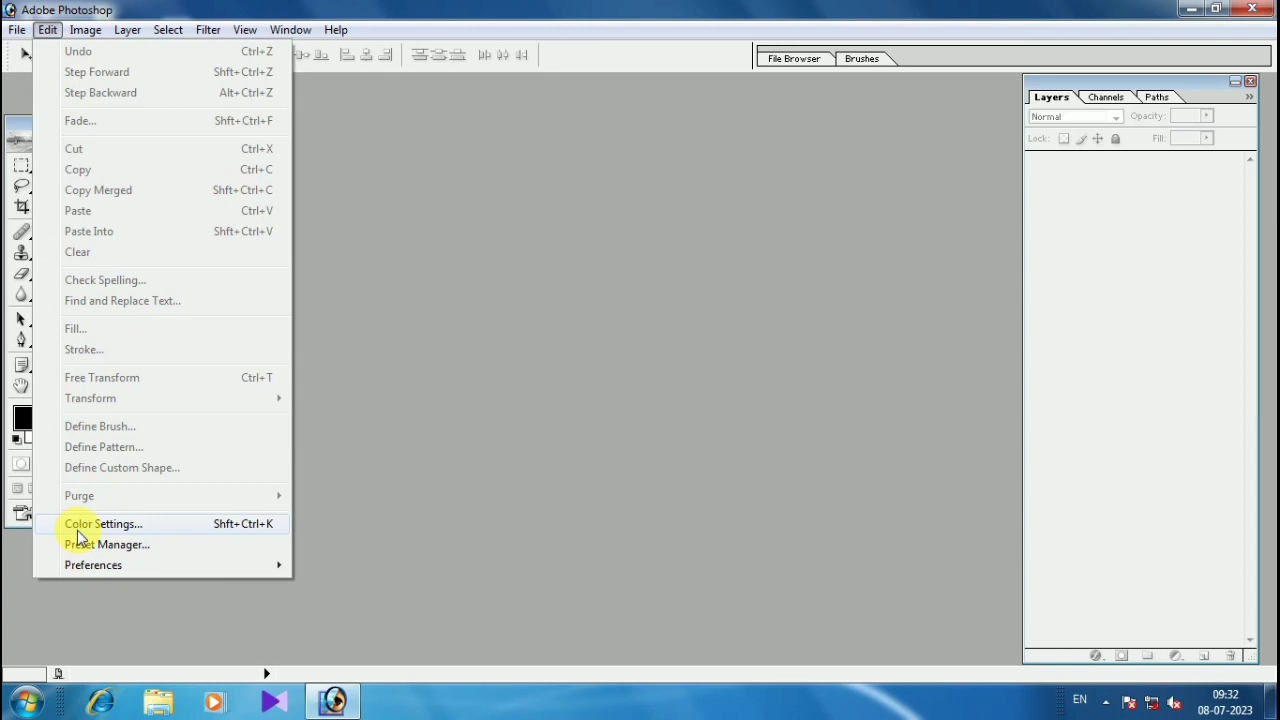 Adobe Photoshop
File Edit Image Layer Select Filter View Window Help
File Browser Brushes
Undo Ctrl+Z
Step Forward Shft+Ctrl+Z
Step Backward Alt+Ctrl+Z
Fade... Shft+Ctrl+F
Cut Ctrl+X
Copy Ctrl+C
Copy Merged Shft+Ctrl+C
Paste Ctrl+V
Paste Into Shft+Ctrl+V
Clear
Check Spelling...
Find and Replace Text...
Fill...
Stroke...
Free Transform Ctrl+T
Transform
Define Brush...
Define Pattern...
Define Custom Shape...
Purge
Color Settings... Shft+Ctrl+K
Preset Manager...
Preferences
Layers Channels Paths
Normal Opacity:
Lock: Fill:
EN
09:32
08-07-2023